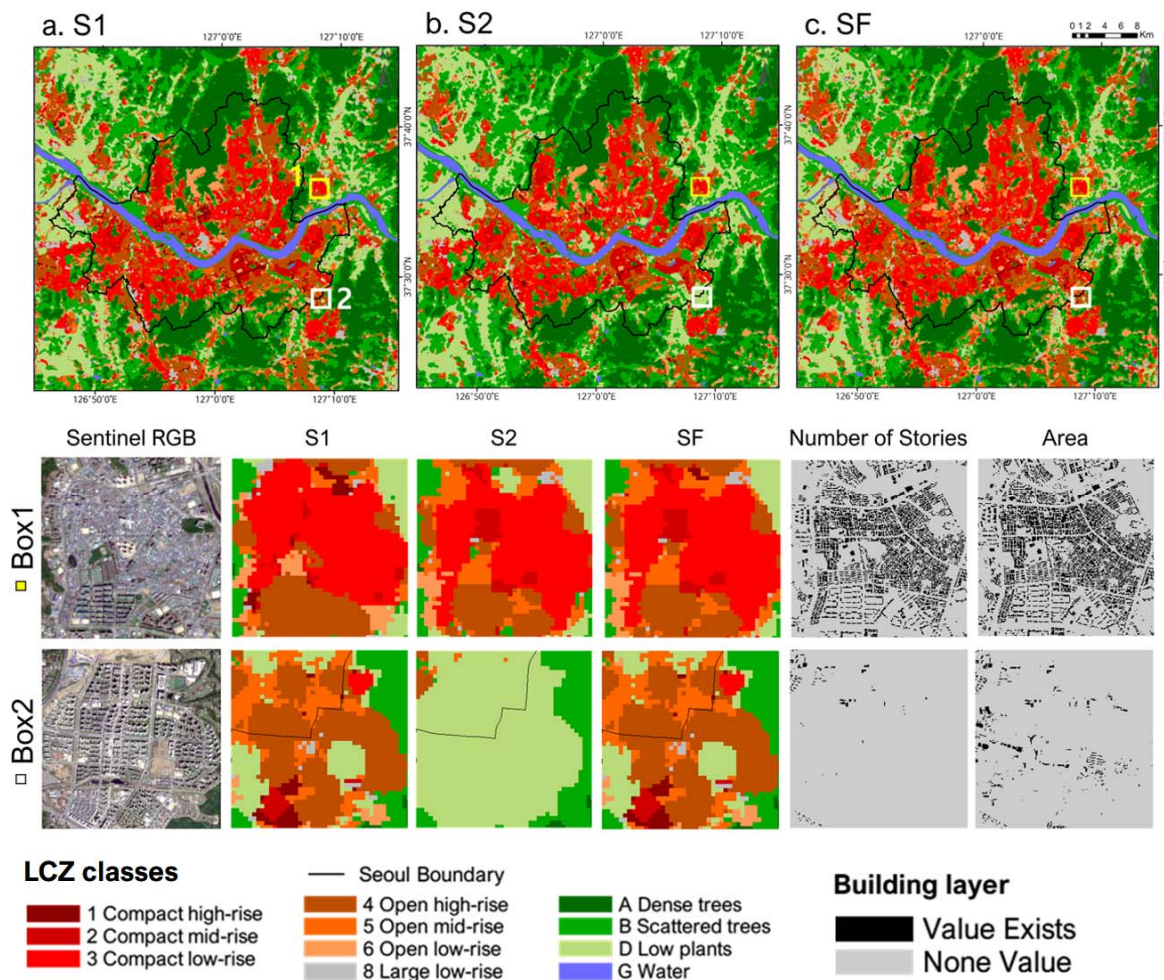 a. S1
b. S2
c. SF
0 1 2 4 6 8
Km
127°0'0"E
127°10'0"E
127°0'0"E
127°10'0"E
127°0'0"E
127°10'0"E
37°40'0"N
37°30'0"N
37°40'0"N
37°30'0"N
1
2
126°50'0"E
127°0'0"E
127°10'0"E
126°50'0"E
127°0'0"E
127°10'0"E
126°50'0"E
127°0'0"E
127°10'0"E
Sentinel RGB
S1
S2
SF
Number of Stories
Area
Box1
Box2
LCZ classes
1 Compact high-rise
2 Compact mid-rise
3 Compact low-rise
Seoul Boundary
4 Open high-rise
5 Open mid-rise
6 Open low-rise
8 Large low-rise
A Dense trees
B Scattered trees
D Low plants
G Water
Building layer
Value Exists
None Value